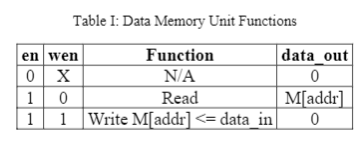 Table I: Data Memory Unit Functions
en wen Function data_out
0 X N/A 0
1 0 Read M[addr]
1 1 Write M[addr] <= data_in 0